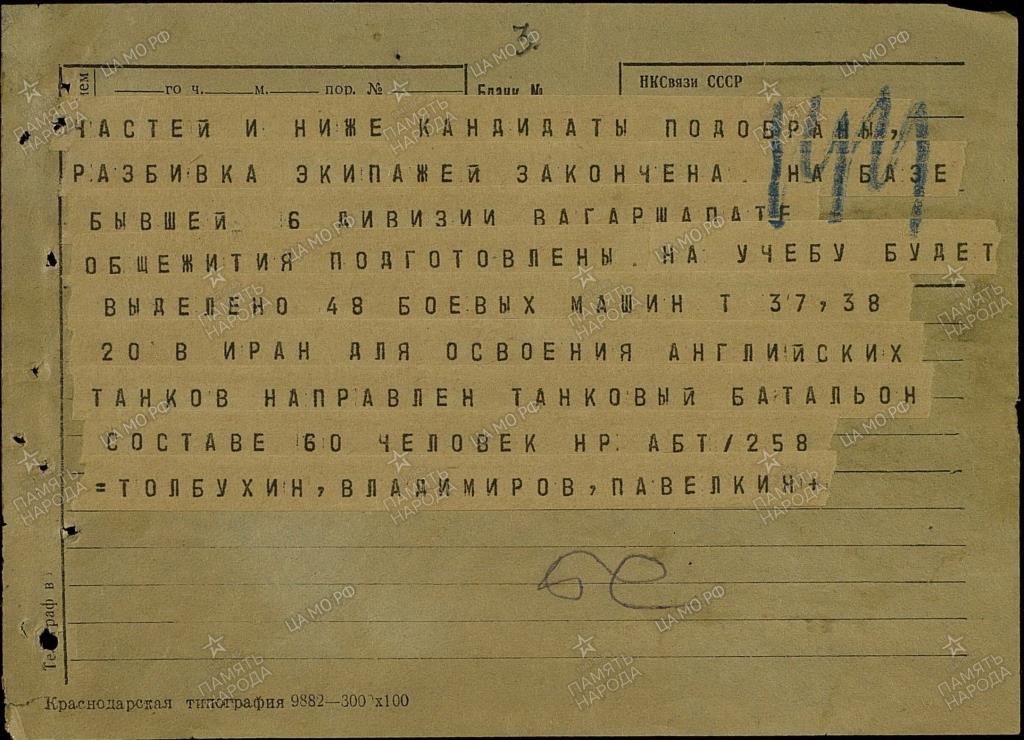 3.
ием
го ч. м. пор. №
Бланк №
НКСвязи СССР
ЧАСТЕЙ И НИЖЕ КАНДИДАТЫ ПОДОБРАНЫ,
РАЗБИВКА ЭКИПАЖЕЙ ЗАКОНЧЕНА. НА БАЗЕ
БЫВШЕЙ 6 ДИВИЗИИ ВАГАРШАПАТЕ
ОБЩЕЖИТИЯ ПОДГОТОВЛЕНЫ. НА УЧЕБУ БУДЕТ
ВЫДЕЛЕНО 48 БОЕВЫХ МАШИН Т 37,38
20 В ИРАН ДЛЯ ОСВОЕНИЯ АНГЛИЙСКИХ
ТАНКОВ НАПРАВЛЕН ТАНКОВЫЙ БАТАЛЬОН
СОСТАВЕ 60 ЧЕЛОВЕК НР. АБТ/258
=ТОЛБУХИН,ВЛАДИМИРОВ,ПАВЕЛКИН+
Телеграф в
Краснодарская типография 9882—300 х100
ПАМЯТЬ НАРОДА
ЦАМО.РФ